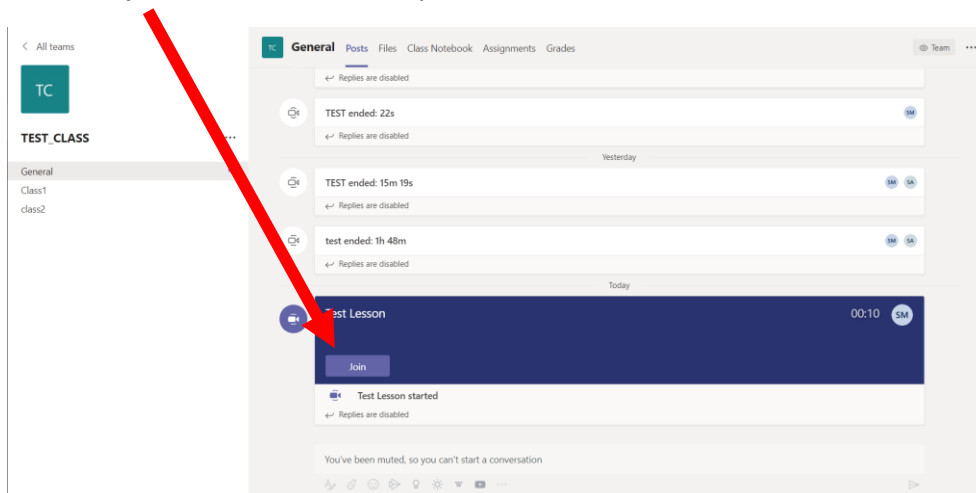 All teams
TC
TEST_CLASS
...
General
Class1
class2
TC General Posts Files Class Notebook Assignments Grades Team ...
Replies are disabled
TEST ended: 22s SM
Replies are disabled
Yesterday
TEST ended: 15m 19s SM SA
Replies are disabled
test ended: 1h 48m SM SA
Replies are disabled
Today
Test Lesson 00:10 SM
Join
Test Lesson started
Replies are disabled
You've been muted, so you can't start a conversation